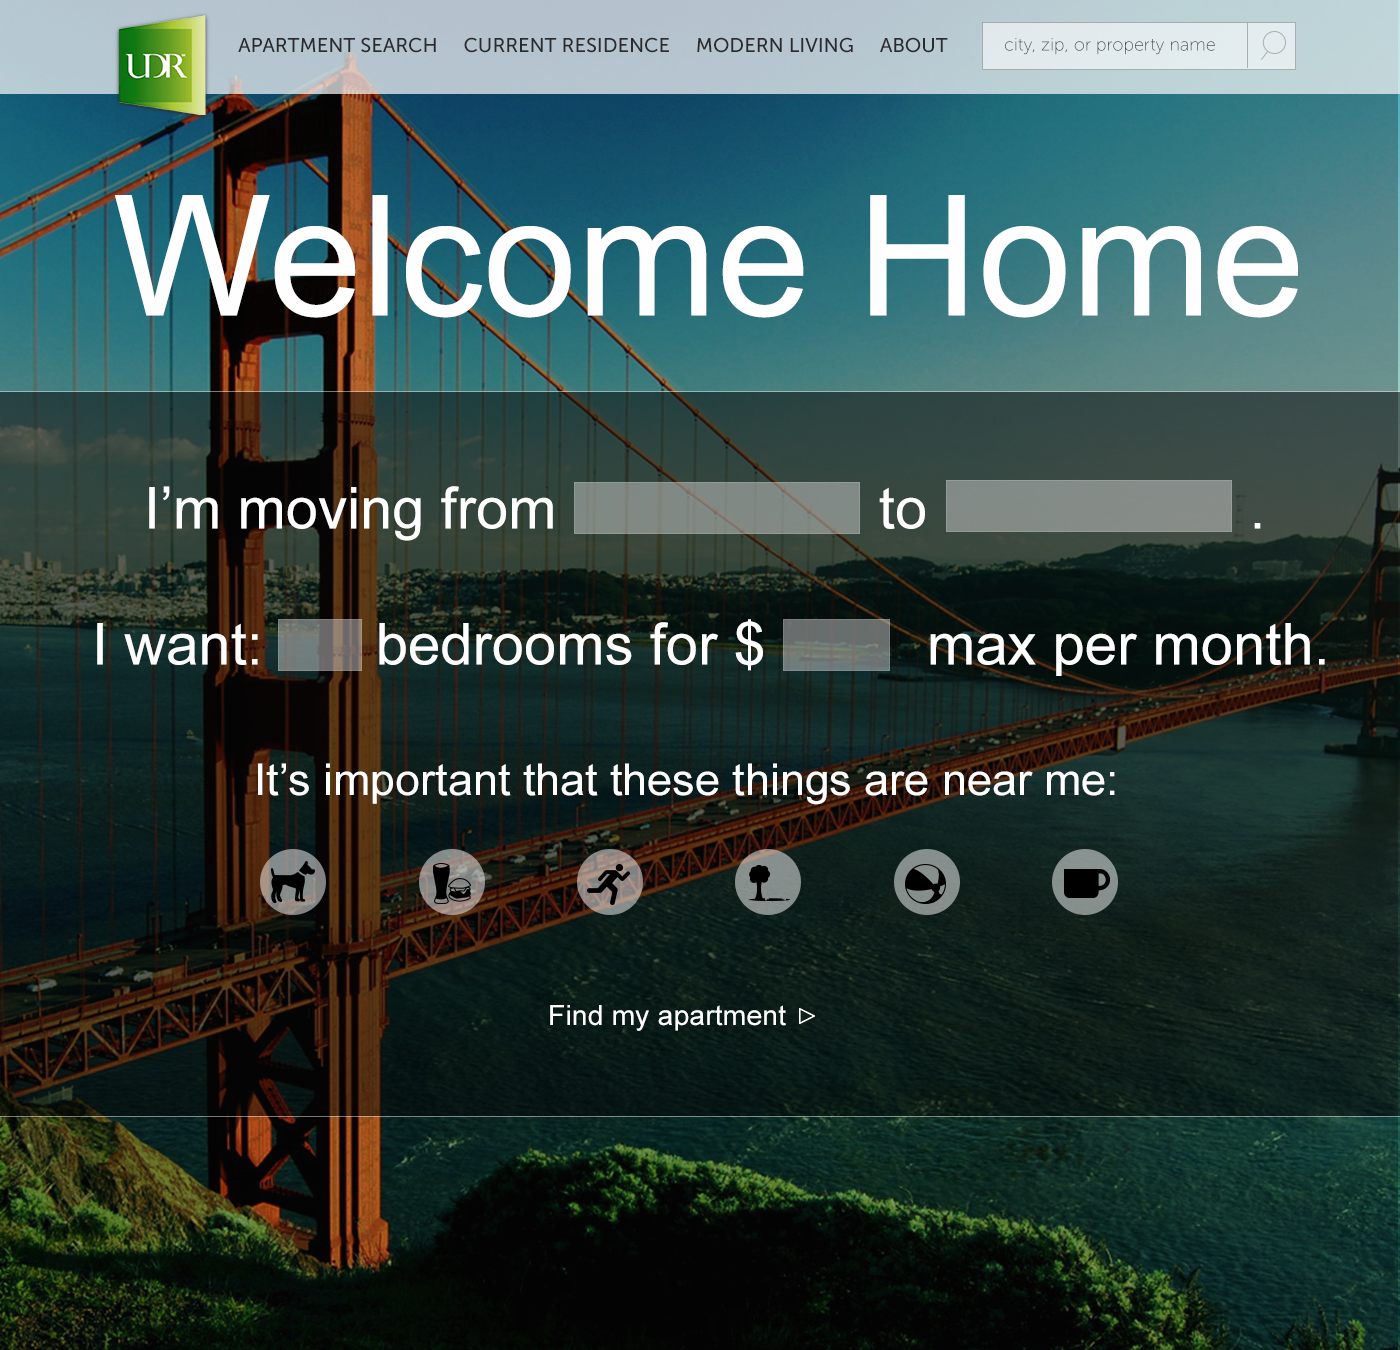 UDR
APARTMENT SEARCH CURRENT RESIDENCE MODERN LIVING ABOUT city, zip, or property name
Welcome Home
I’m moving from to .
I want: bedrooms for $ max per month.
It’s important that these things are near me:
Find my apartment